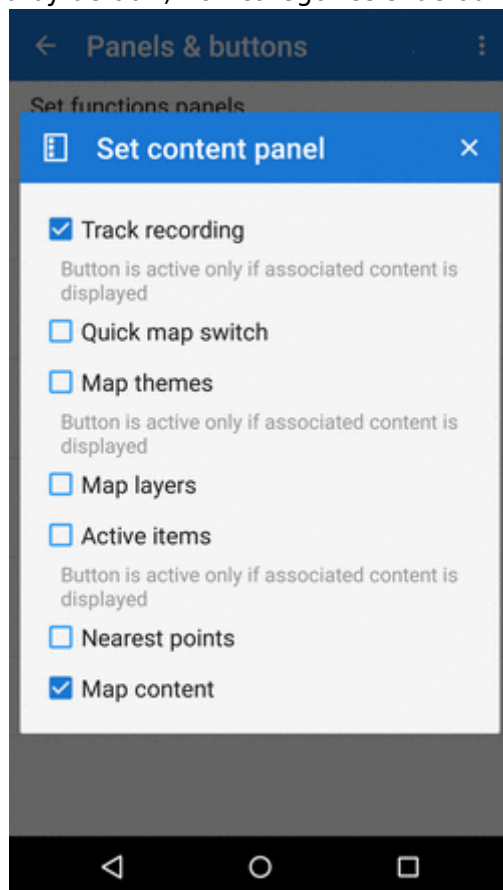 Panels & buttons
Set functions panels
Set content panel
Track recording
Button is active only if associated content is
displayed
Quick map switch
Map themes
Button is active only if associated content is
displayed
Map layers
Active items
Button is active only if associated content is
displayed
Nearest points
Map content